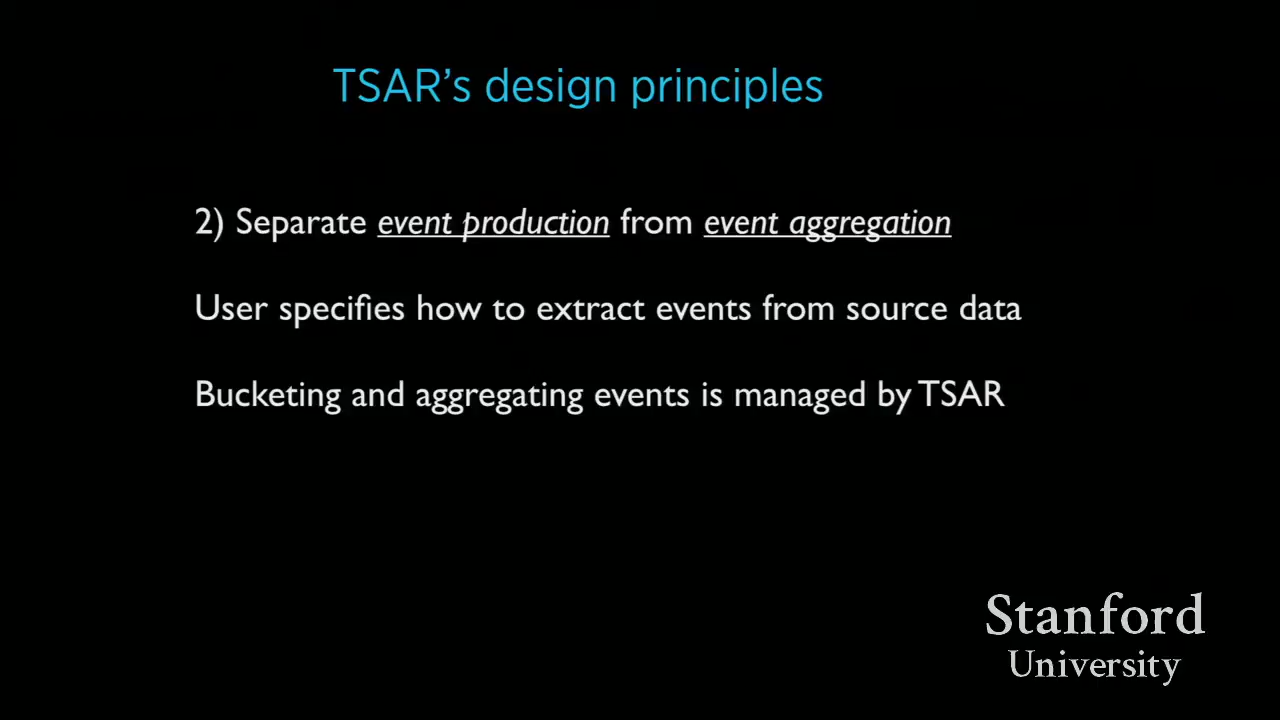 TSAR's design principles
2) Separate event production from event aggregation
User specifies how to extract events from source data
Bucketing and aggregating events is managed by TSAR
Stanford
University